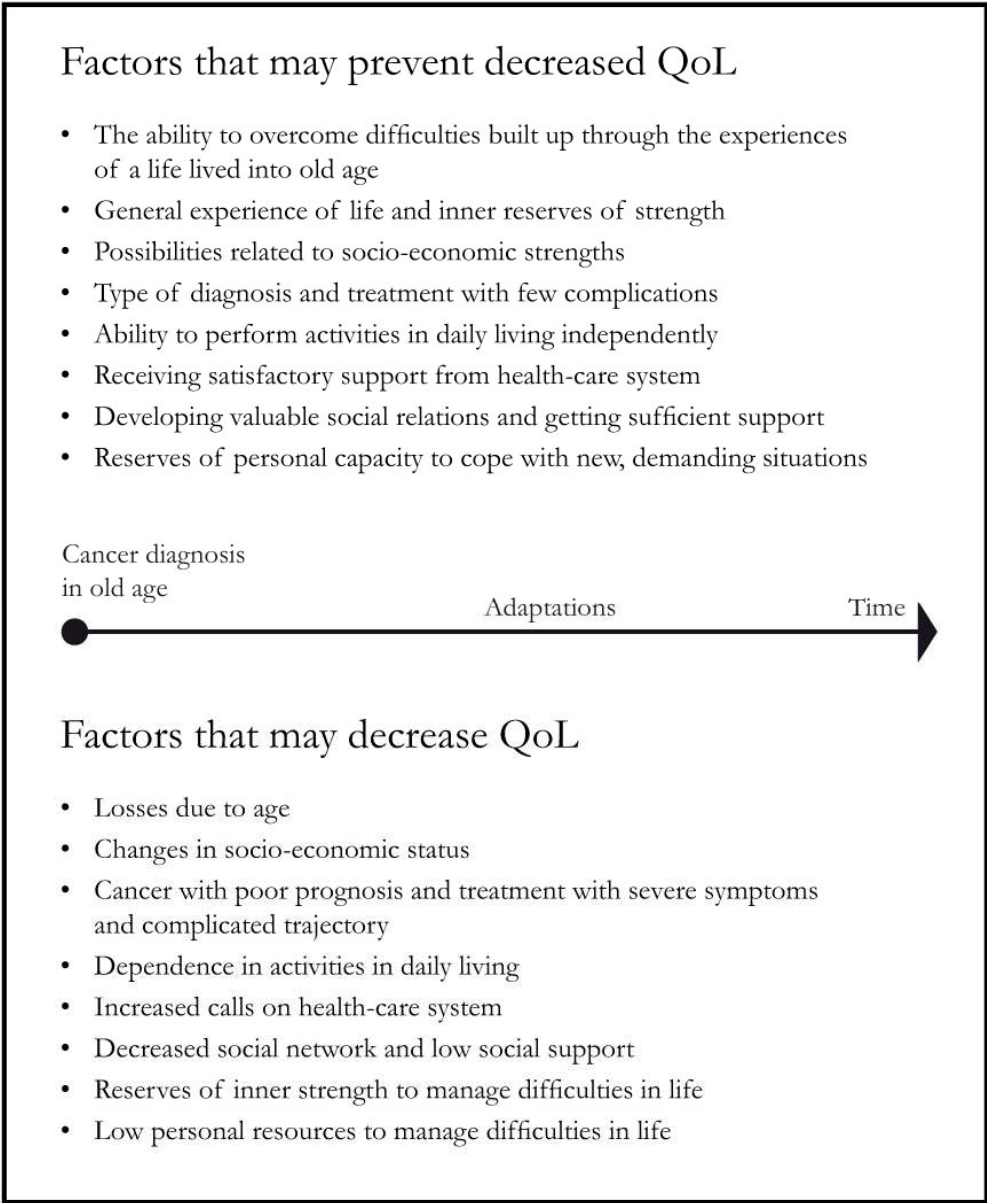 Factors that may prevent decreased QoL
• The ability to overcome difficulties built up through the experiences
of a life lived into old age
• General experience of life and inner reserves of strength
• Possibilities related to socio-economic strengths
• Type of diagnosis and treatment with few complications
• Ability to perform activities in daily living independently
• Receiving satisfactory support from health-care system
• Developing valuable social relations and getting sufficient support
• Reserves of personal capacity to cope with new, demanding situations
Cancer diagnosis
in old age
Adaptations
Time
Factors that may decrease QoL
• Losses due to age
• Changes in socio-economic status
• Cancer with poor prognosis and treatment with severe symptoms
and complicated trajectory
• Dependence in activities in daily living
• Increased calls on health-care system
• Decreased social network and low social support
• Reserves of inner strength to manage difficulties in life
• Low personal resources to manage difficulties in life